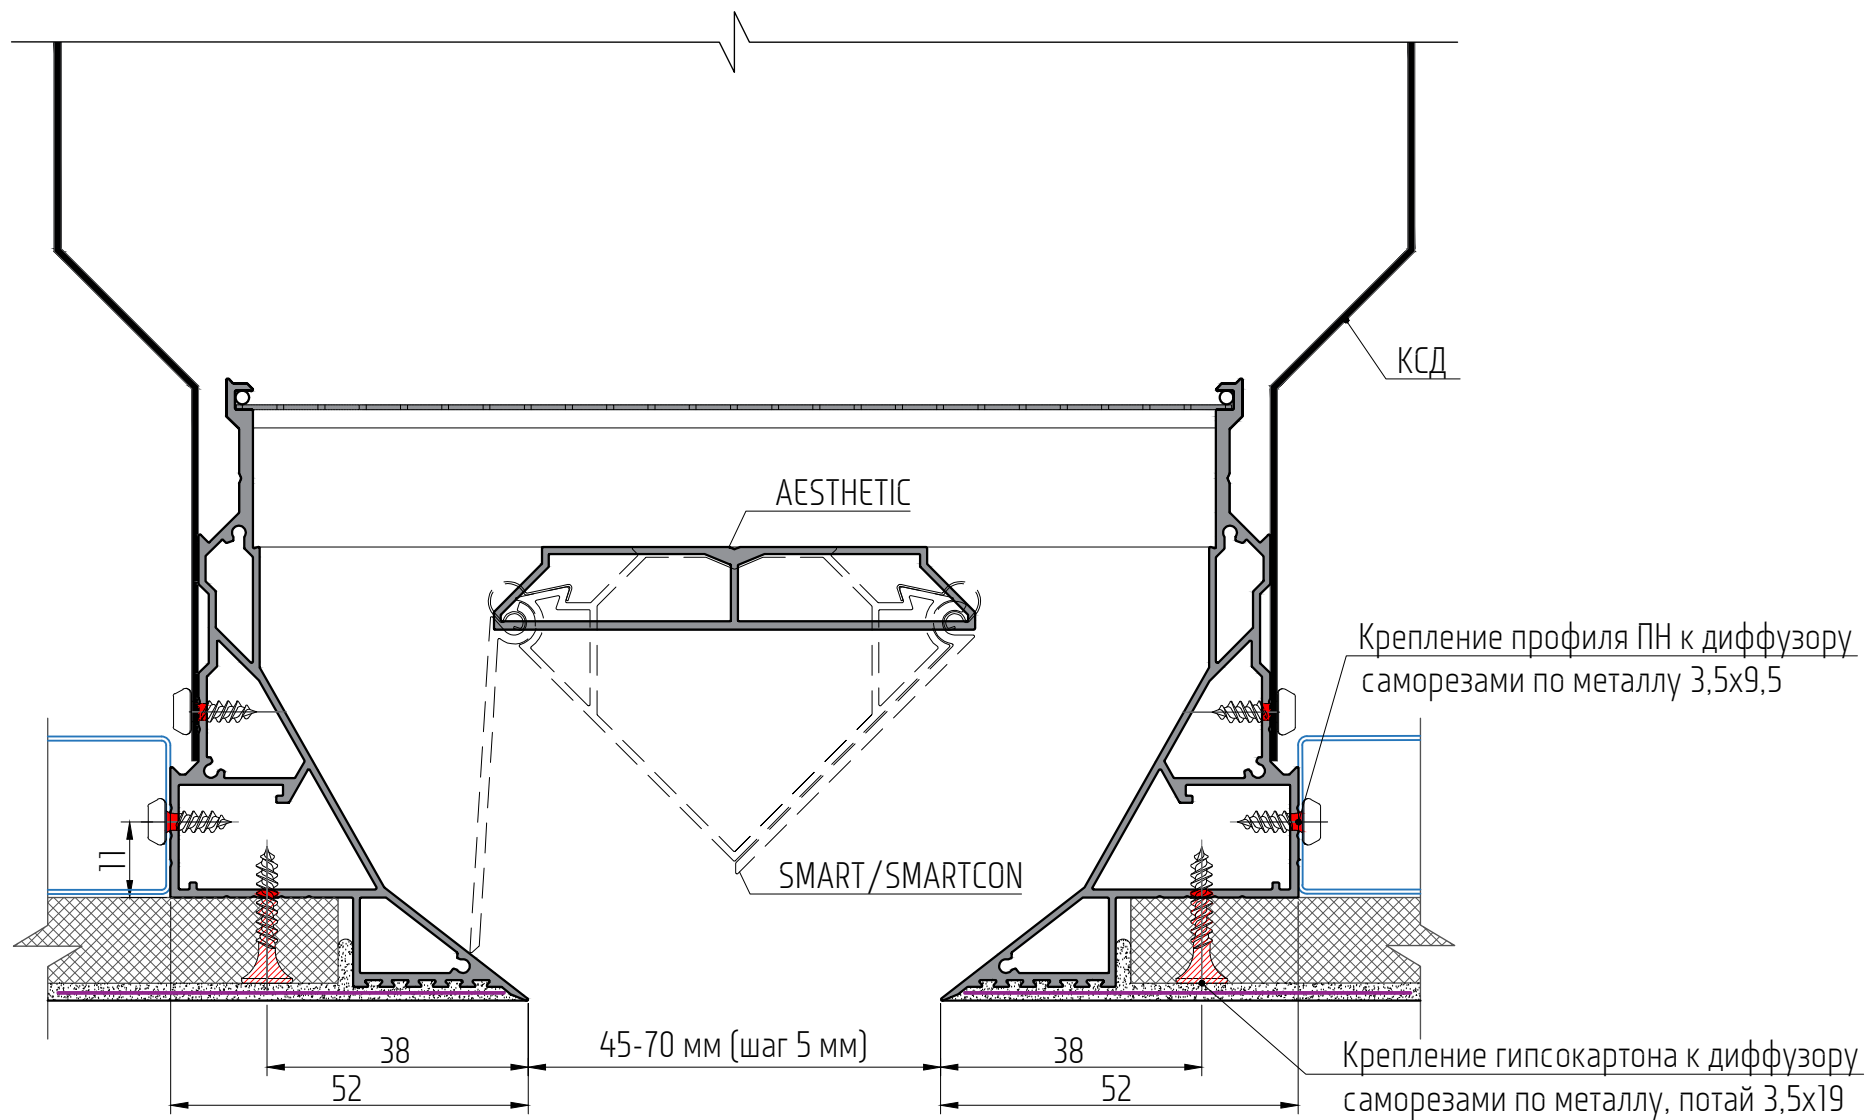 КСД
AESTHETIC
Крепление профиля ПН к диффузору
саморезами по металлу 3,5х9,5
11
SMART/SMARTCON
38
45-70 мм (шаг 5 мм)
38
52
52
Крепление гипсокартона к диффузору
саморезами по металлу, потай 3,5х19